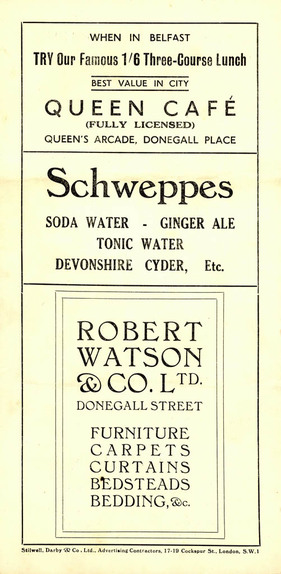 WHEN IN BELFAST
TRY Our Famous 1/6 Three-Course Lunch
BEST VALUE IN CITY
QUEEN CAFÉ
(FULLY LICENSED)
QUEEN'S ARCADE, DONEGALL PLACE
Schweppes
SODA WATER - GINGER ALE
TONIC WATER
DEVONSHIRE CYDER, Etc.
ROBERT
WATSON
& CO. LTD.
DONEGALL STREET
FURNITURE
CARPETS
CURTAINS
BEDSTEADS
BEDDING, &c.
Stilwell, Darby & Co. Ltd., Advertising Contractors, 17-19 Cockspur St., London, S.W.1